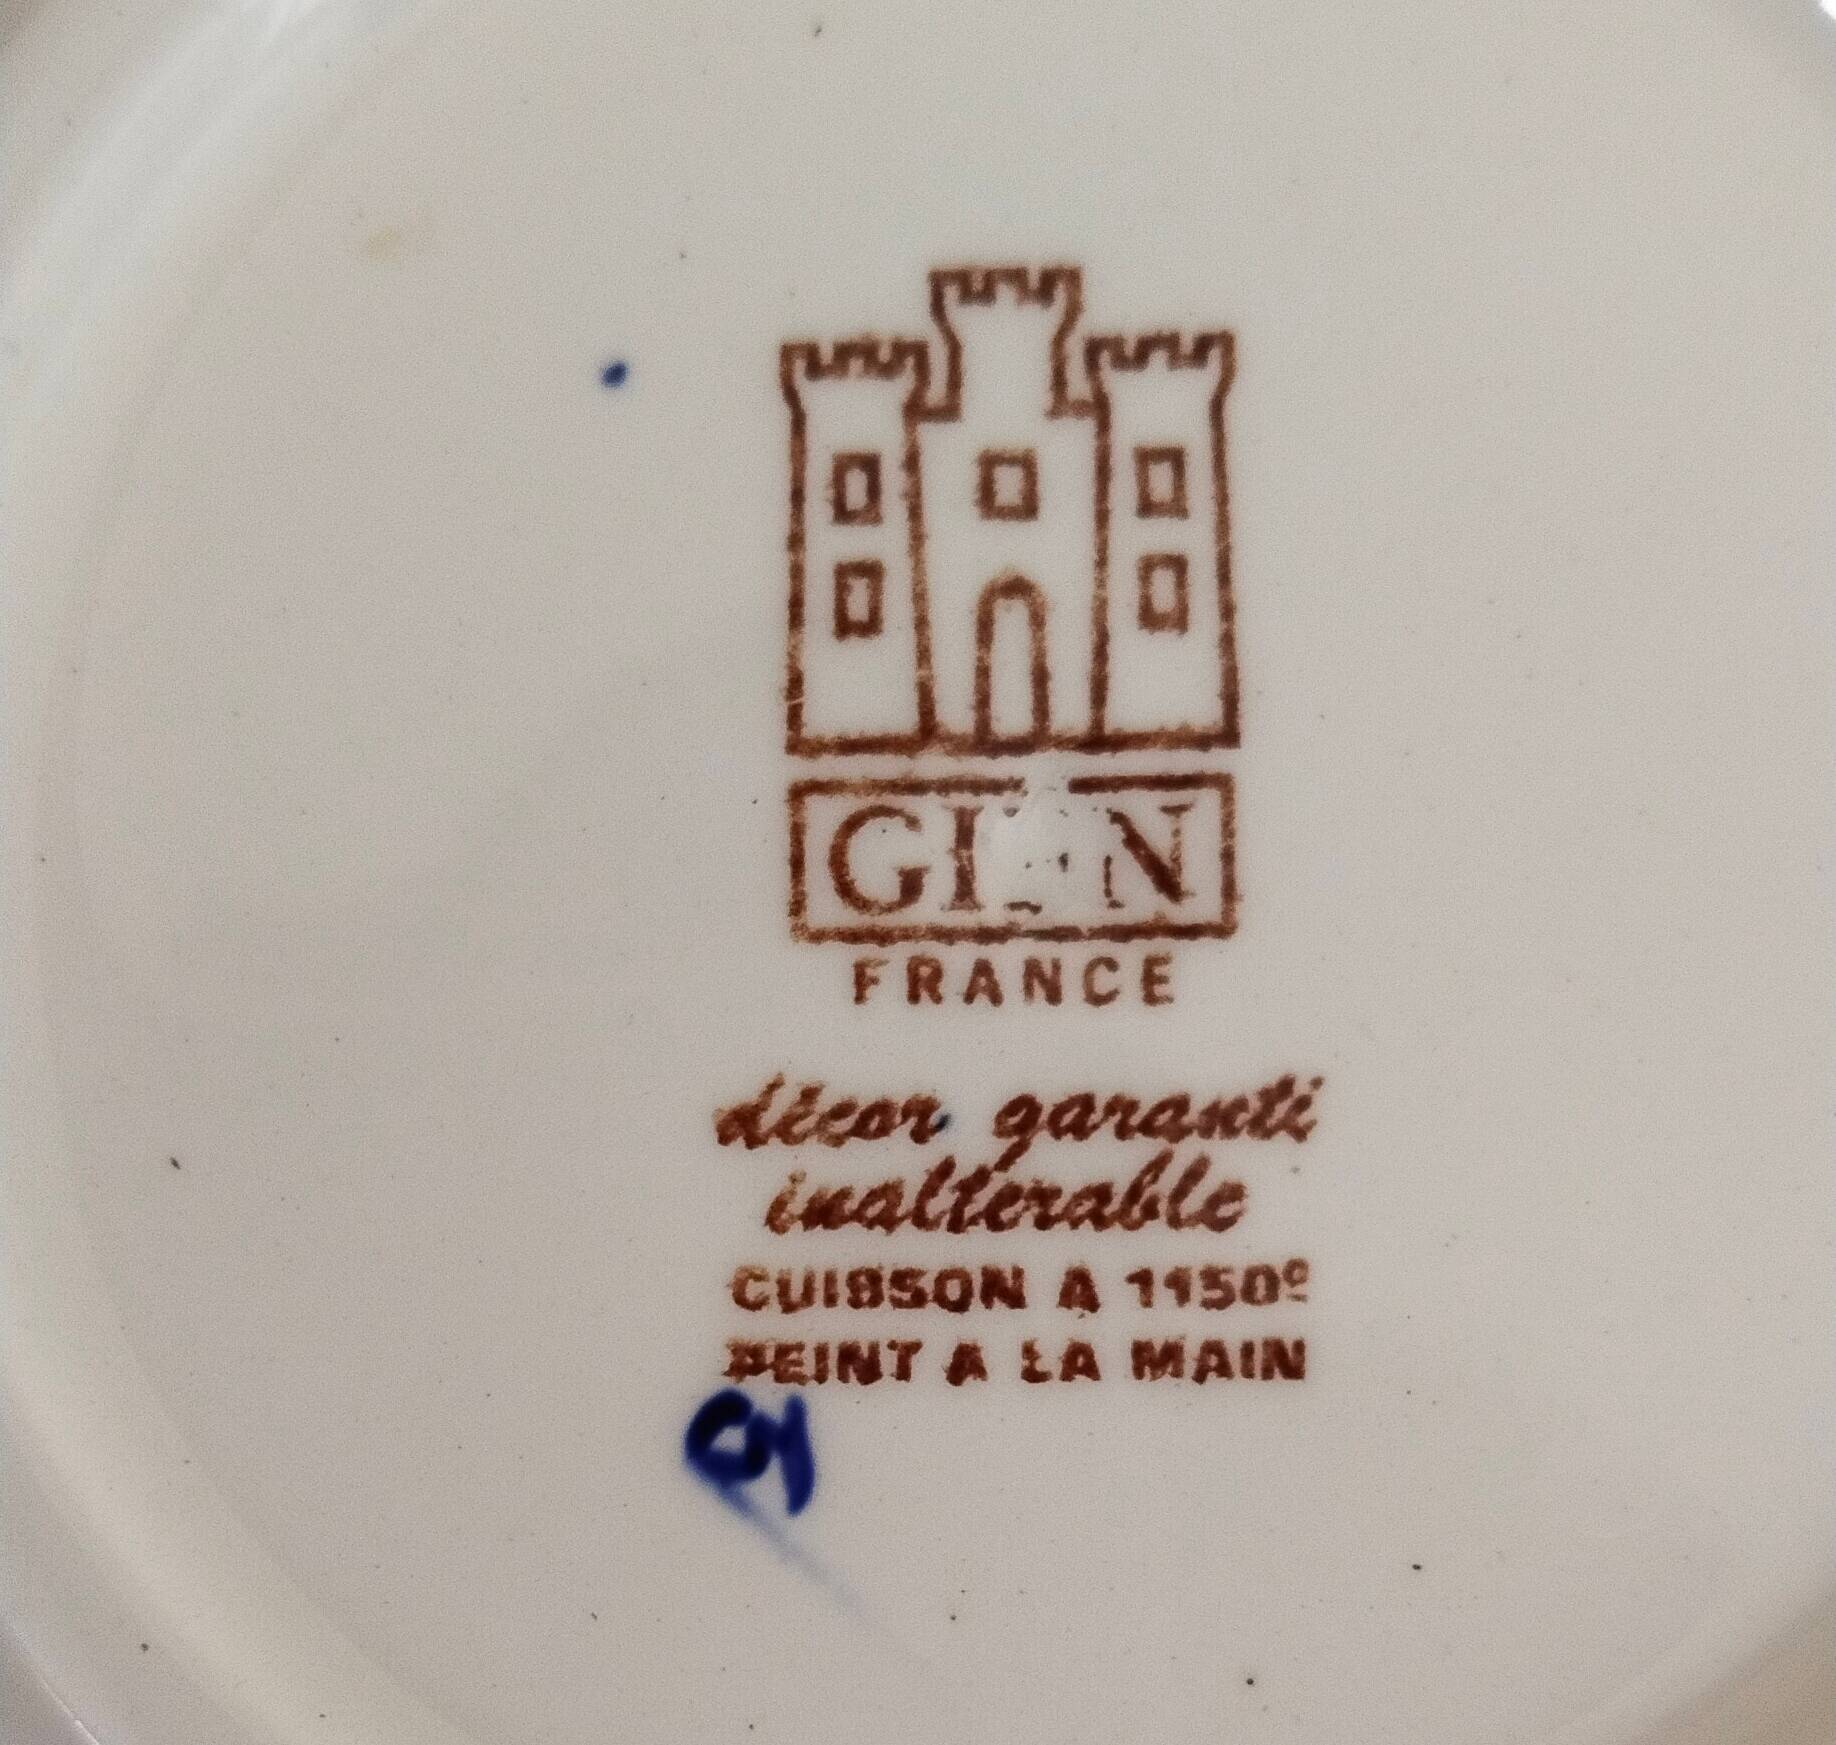 GIEN
FRANCE
décor garanti
inalterable
CUISSON A 1150º
PEINT A LA MAIN